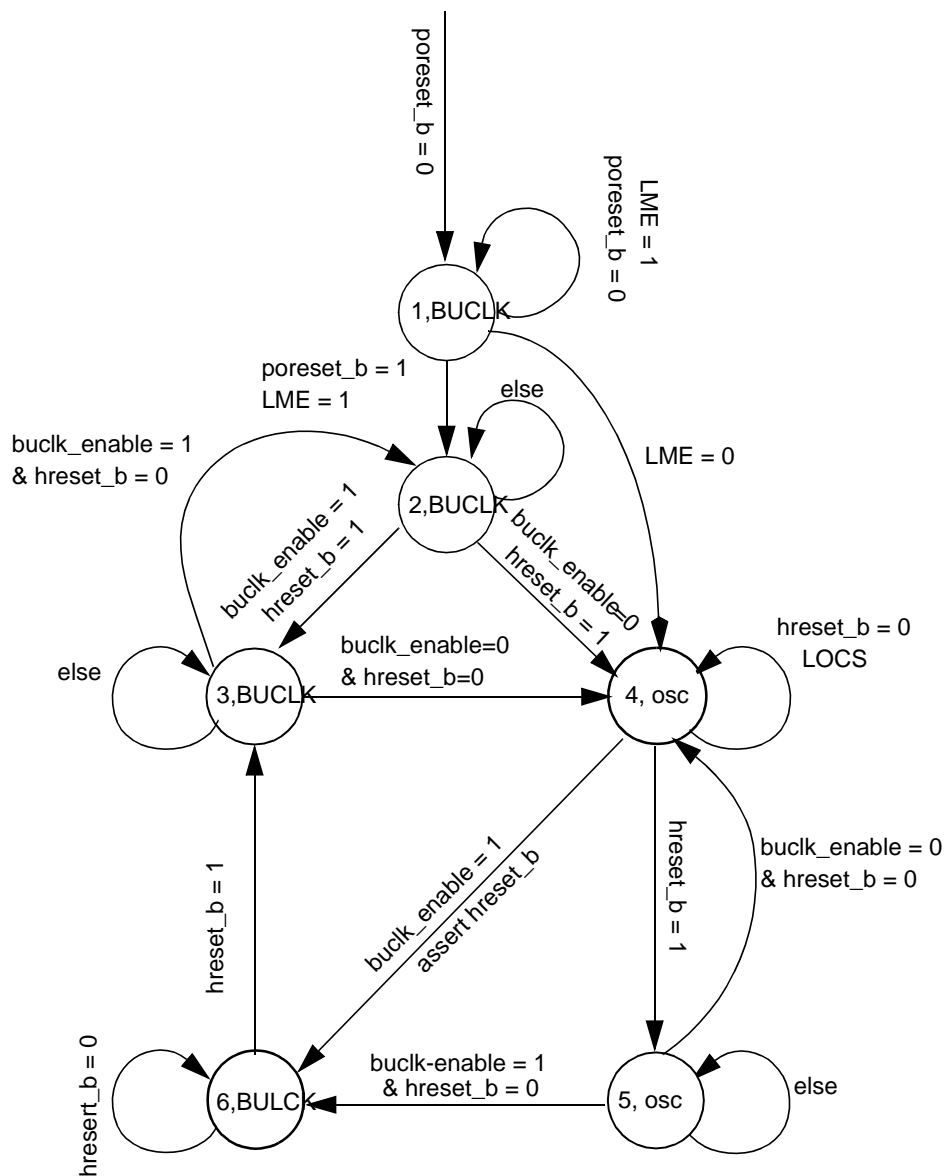 poreset_b = 0
LME = 1
poreset_b = 0
1,BUCLK
poreset_b = 1
LME = 1
else
buclk_enable = 1
& hreset_b = 0
LME = 0
2,BUCLK
buclk_enable = 1
hreset_b = 1
buclk_enable=0
hreset_b = 1
hreset_b = 0
LOCS
buclk_enable=0
& hreset_b=0
else
3,BUCLK
4, osc
buclk_enable = 1
assert hreset_b
hreset_b = 1
buclk_enable = 0
& hreset_b = 0
hreset_b = 1
hresert_b = 0
buclk-enable = 1
& hreset_b = 0
6,BULCK
5, osc
else